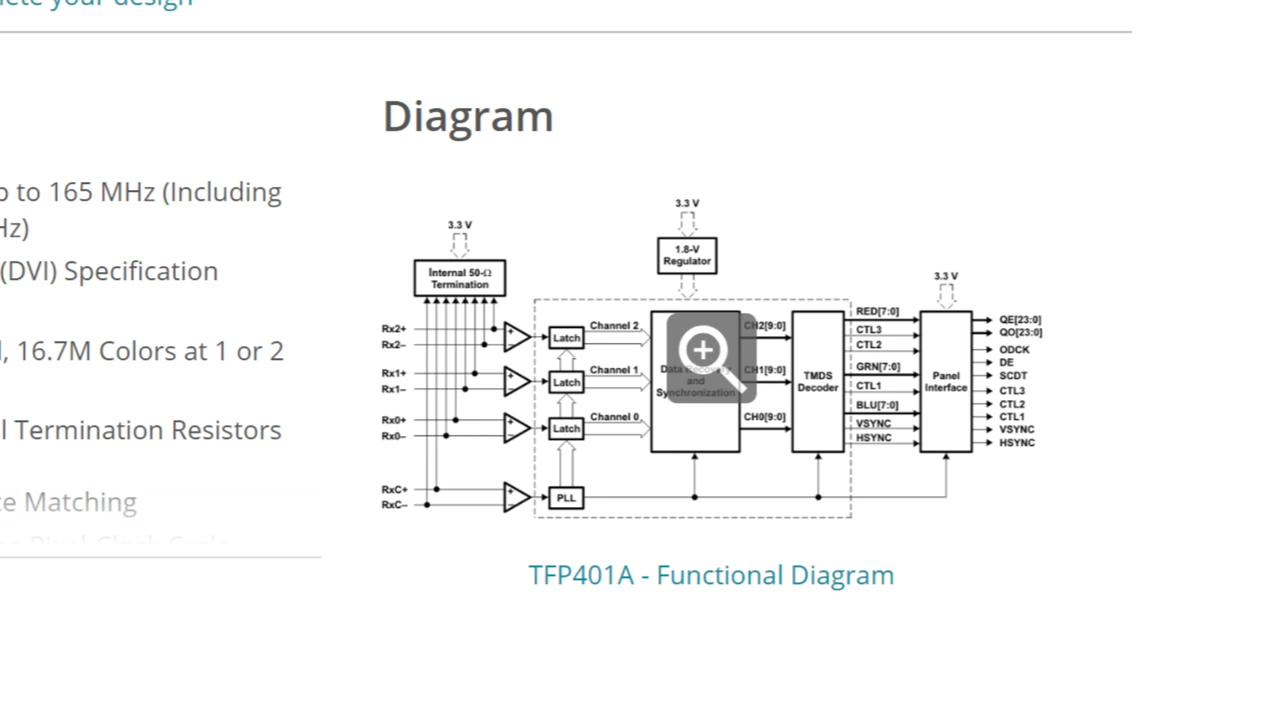 Diagram
p to 165 MHz (Including
Hz)
(DVI) Specification
, 16.7M Colors at 1 or 2
l Termination Resistors
ce Matching
3.3 V
Internal 50-Ω
Termination
3.3 V
1.8-V
Regulator
3.3 V
Rx2+
Rx2–
Rx1+
Rx1–
Rx0+
Rx0–
RxC+
RxC–
+
–
+
–
+
–
+
–
Latch
Latch
Latch
PLL
Channel 2
Channel 1
Channel 0
Data Recovery
and
Synchronization
CH2[9:0]
CH1[9:0]
CH0[9:0]
TMDS
Decoder
RED[7:0]
CTL3
CTL2
GRN[7:0]
CTL1
BLU[7:0]
VSYNC
HSYNC
Panel
Interface
QE[23:0]
QO[23:0]
ODCK
DE
SCDT
CTL3
CTL2
CTL1
VSYNC
HSYNC
TFP401A - Functional Diagram